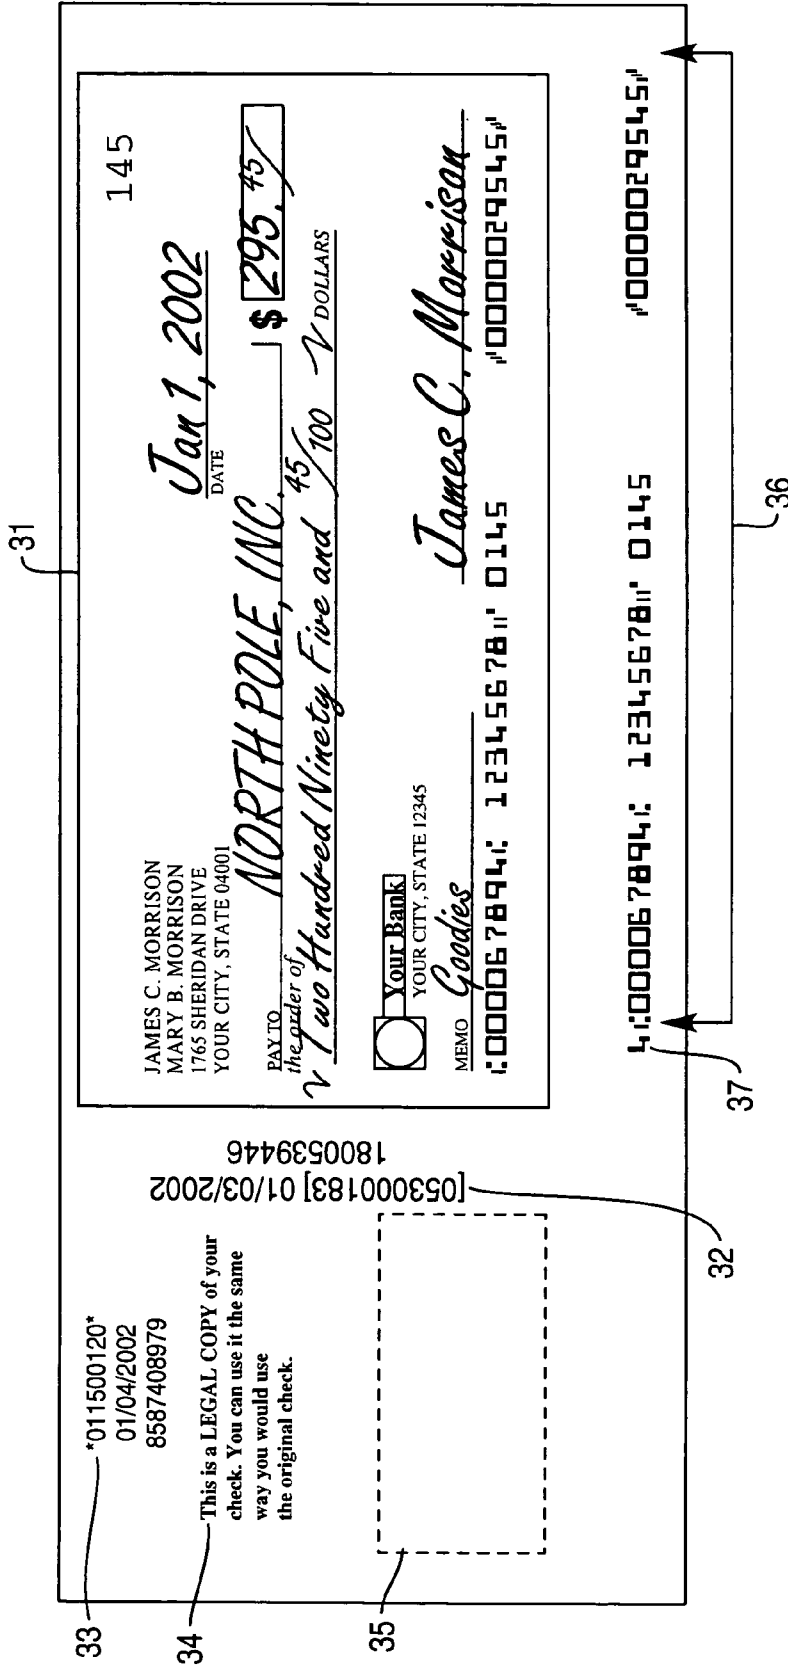 31
33
*011500120*
01/04/2002
8587408979
34
This is a LEGAL COPY of your
check. You can use it the same
way you would use
the original check.
35
[053000183] 01/03/2002
1800539446
32
145
JAMES C. MORRISON
MARY B. MORRISON
1765 SHERIDAN DRIVE
YOUR CITY, STATE 04001
Jan 1, 2002
DATE
PAY TO
the order of
NORTH POLE, INC.
$ 295.45/
Two Hundred Ninety Five and 45/100 DOLLARS
Your Bank
YOUR CITY, STATE 12345
MEMO Goodies
James C. Morrison
⑆000067894⑆ 12345678⑈ 0145 ⑇0000029545⑇
4⑆000067894⑆ 12345678⑈ 0145 ⑇0000029545⑇
37
36